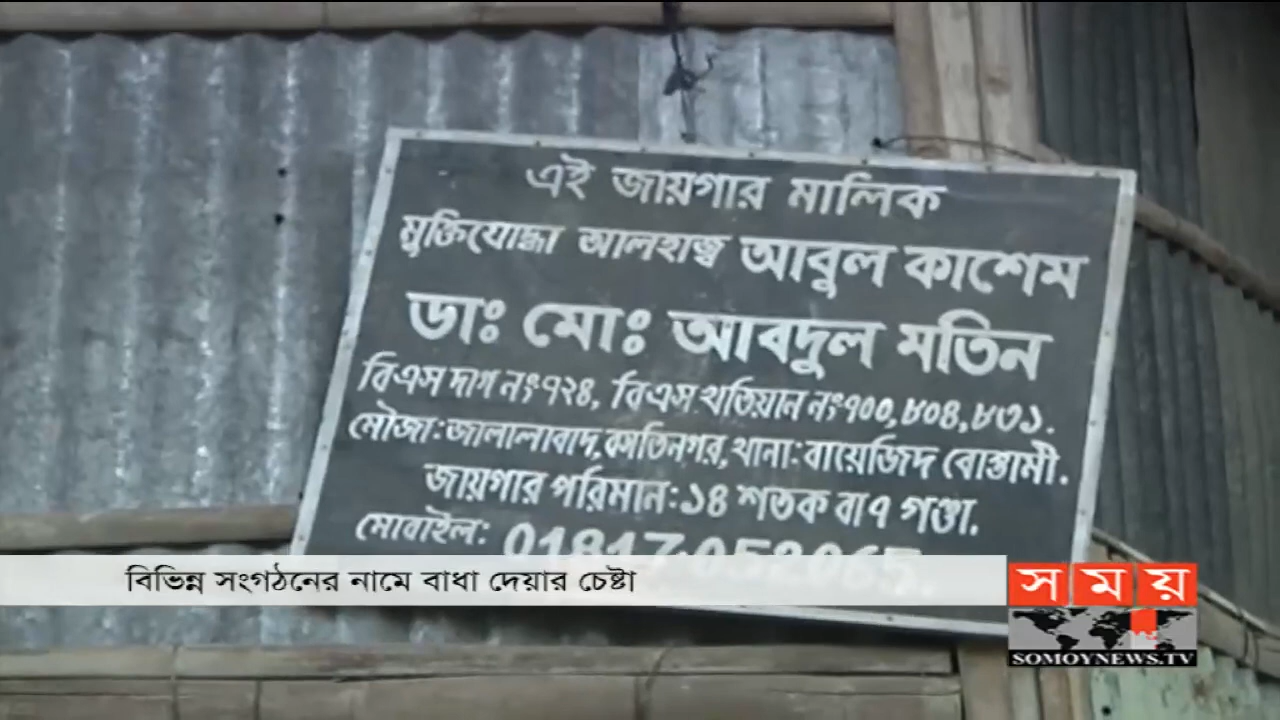 এই জায়গার মালিক
মুক্তিযোদ্ধা আলহাজ্ব আবুল কাশেম
ডাঃ মোঃ আবদুল মতিন
বিএস দাগ নং ৭২৪, বিএস খতিয়ান নং ৭০০, ৮০৪, ৮৩১.
মৌজা: জালালাবাদ, জাতিনগর, থানা: বায়েজিদ বোস্তামী.
জায়গার পরিমান: ১৪ শতক বা ৭ গণ্ডা.
মোবাইল:
বিভিন্ন সংগঠনের নামে বাধা দেয়ার চেষ্টা
সময়
SOMOYNEWS.TV